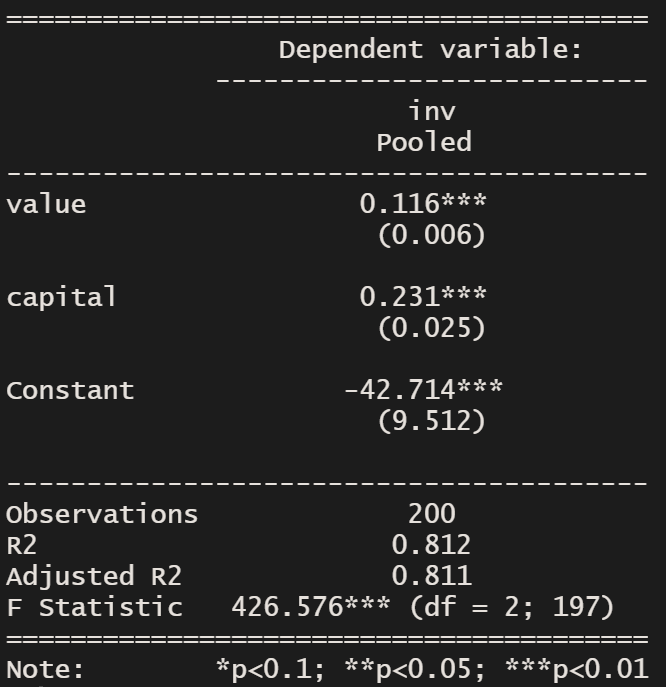 ========================================
Dependent variable:
---------------------------
inv
Pooled
----------------------------------------
value 0.116***
(0.006)
capital 0.231***
(0.025)
Constant -42.714***
(9.512)
----------------------------------------
Observations 200
R2 0.812
Adjusted R2 0.811
F Statistic 426.576*** (df = 2; 197)
========================================
Note: *p<0.1; **p<0.05; ***p<0.01